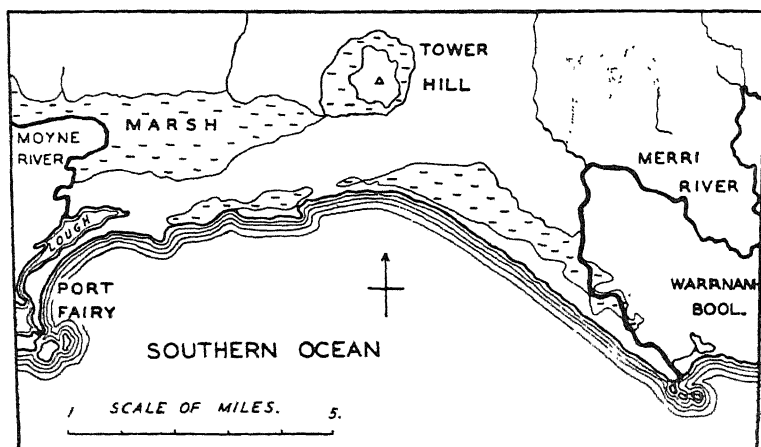 TOWER
HILL
MARSH
MOYNE
RIVER
MERRI
RIVER
LOUGH
PORT
FAIRY
WARRNAM-
BOOL.
SOUTHERN OCEAN
1 SCALE OF MILES. 5.